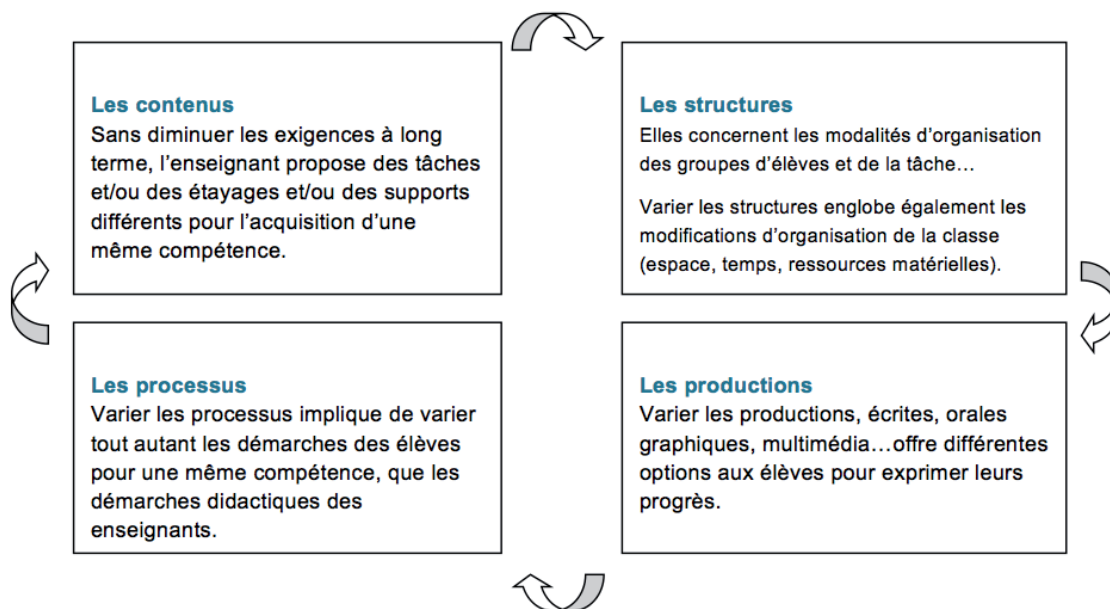 Les contenus
Sans diminuer les exigences à long
terme, l’enseignant propose des tâches
et/ou des étayages et/ou des supports
différents pour l’acquisition d’une
même compétence.
Les structures
Elles concernent les modalités d’organisation
des groupes d’élèves et de la tâche…
Varier les structures englobe également les
modifications d’organisation de la classe
(espace, temps, ressources matérielles).
Les processus
Varier les processus implique de varier
tout autant les démarches des élèves
pour une même compétence, que les
démarches didactiques des
enseignants.
Les productions
Varier les productions, écrites, orales
graphiques, multimédia…offre différentes
options aux élèves pour exprimer leurs
progrès.